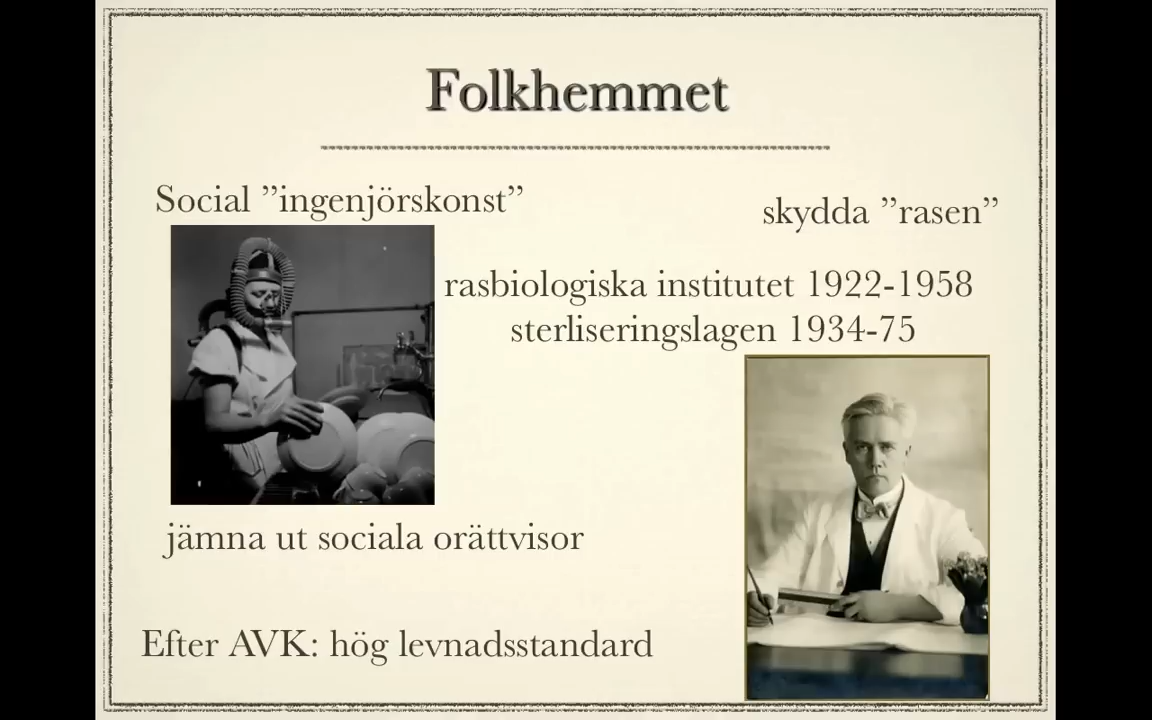 Folkhemmet
Social ”ingenjörskonst”
skydda ”rasen”
rasbiologiska institutet 1922-1958
sterliseringslagen 1934-75
jämna ut sociala orättvisor
Efter AVK: hög levnadsstandard